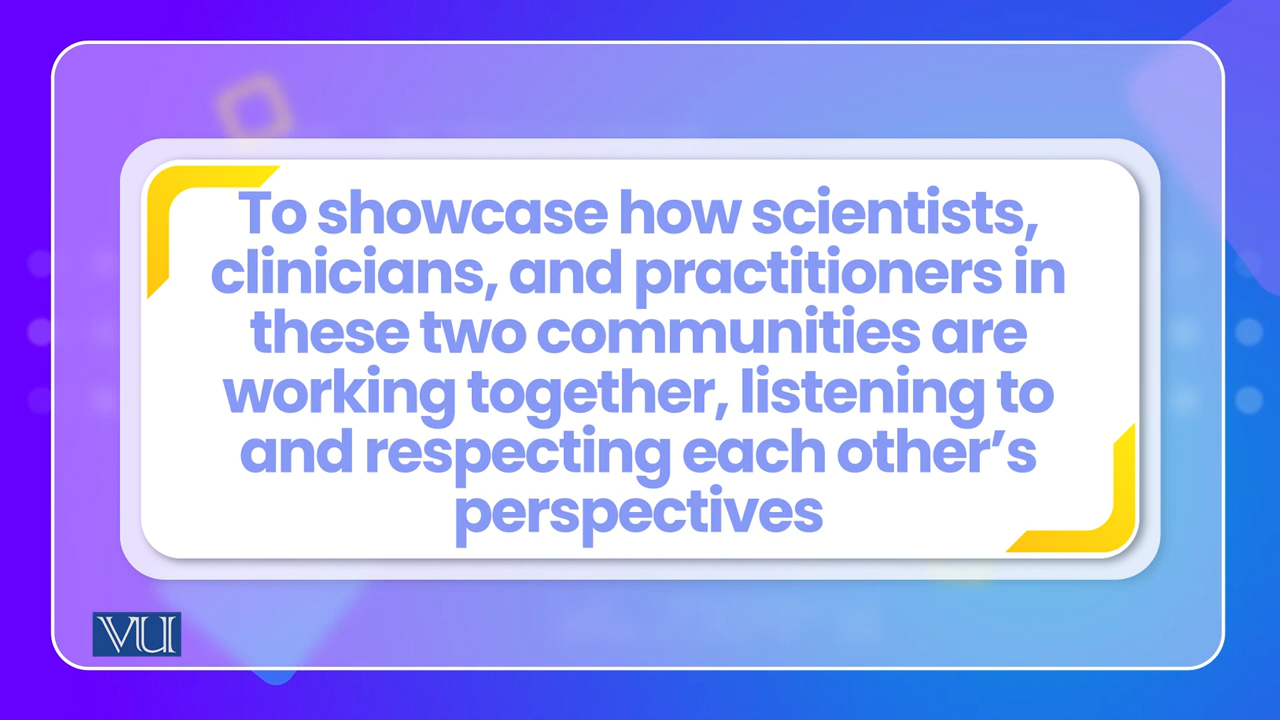 To showcase how scientists,
clinicians, and practitioners in
these two communities are
working together, listening to
and respecting each other’s
perspectives
VU